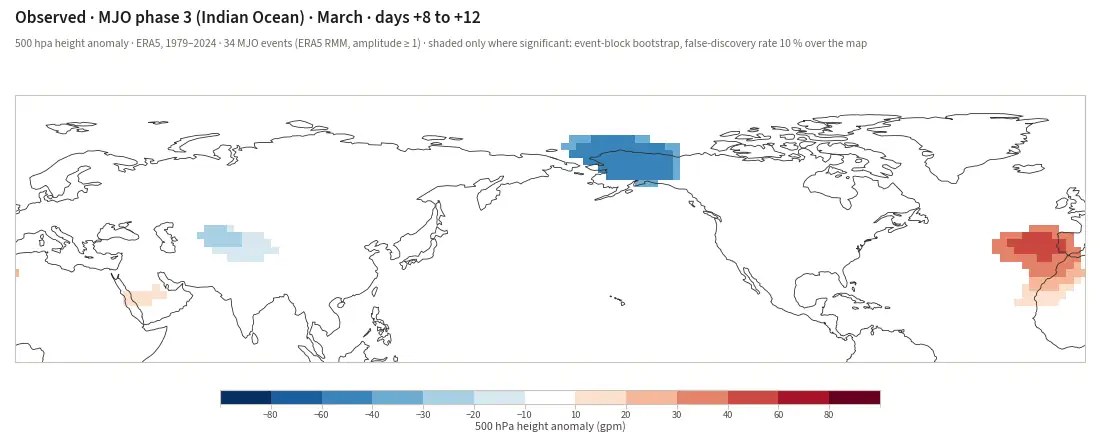 Observed · MJO phase 3 (Indian Ocean) · March · days +8 to +12
500 hpa height anomaly · ERA5, 1979–2024 · 34 MJO events (ERA5 RMM, amplitude ≥ 1) · shaded only where significant: event-block bootstrap, false-discovery rate 10 % over the map
−80 −60 −40 −30 −20 −10 10 20 30 40 60 80
500 hPa height anomaly (gpm)